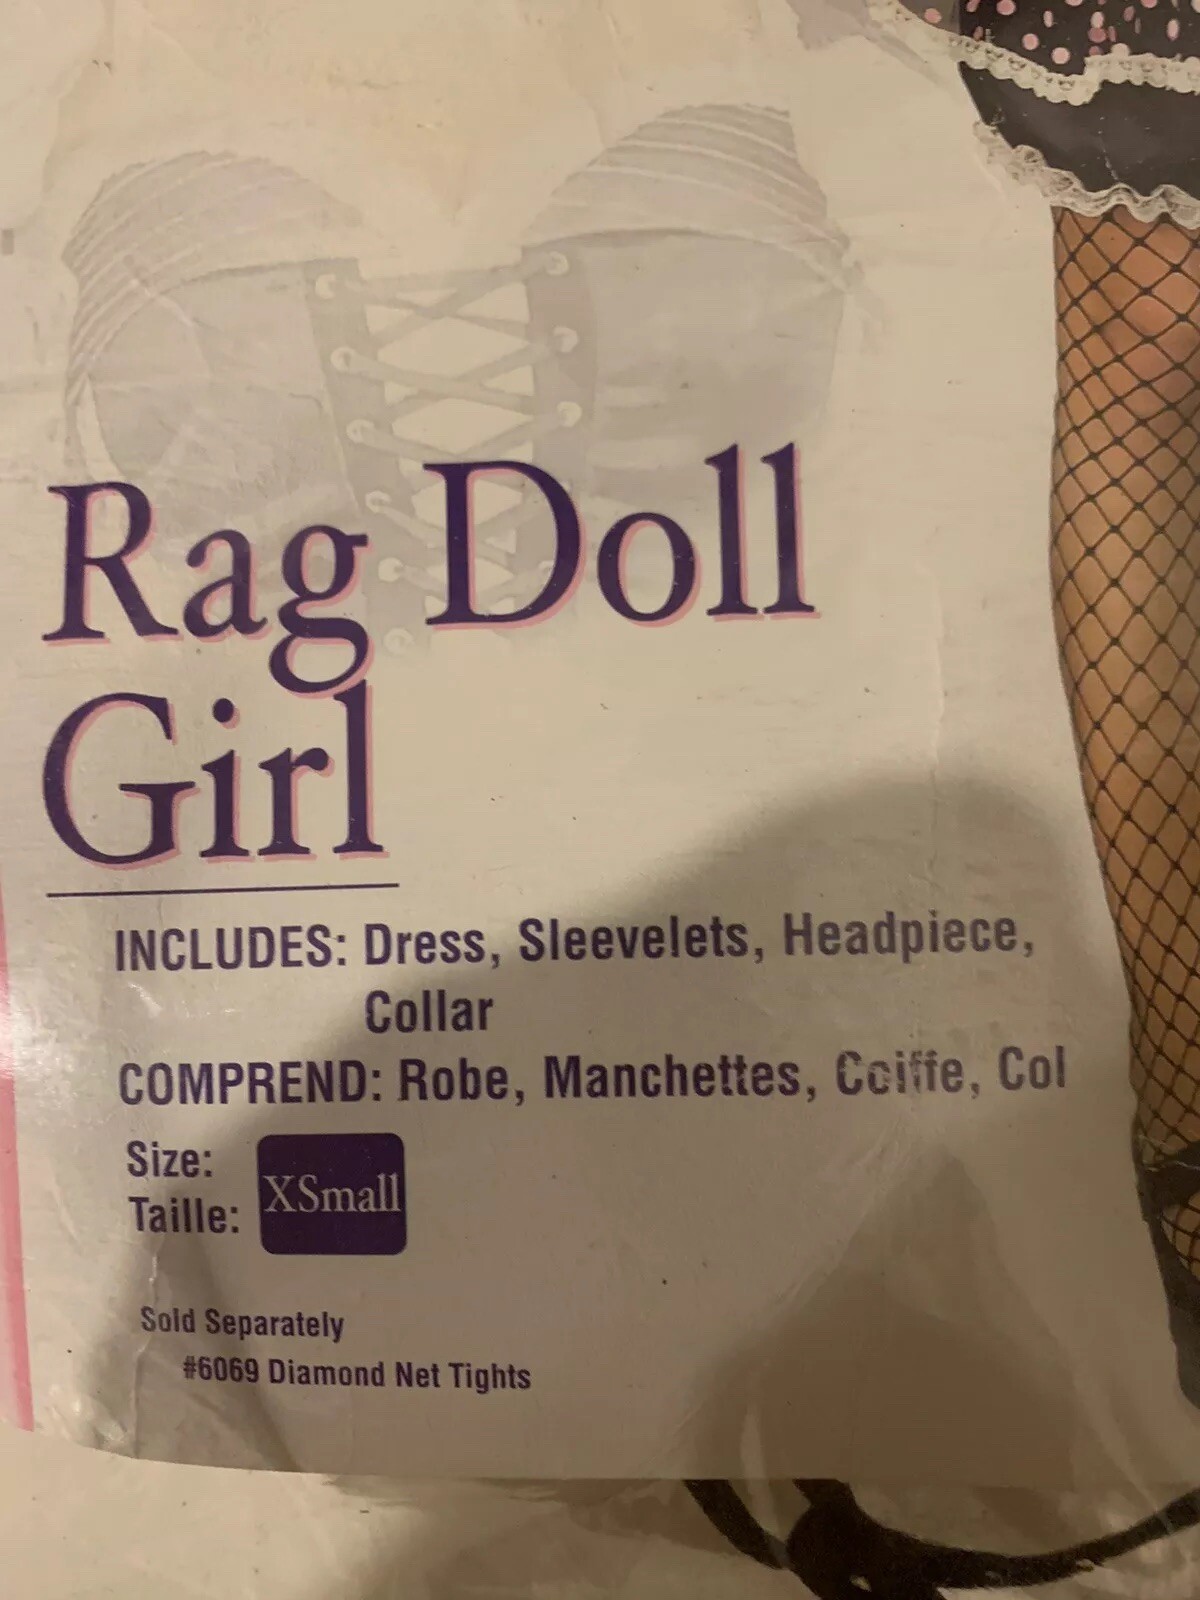 Rag Doll
Girl
INCLUDES: Dress, Sleevelets, Headpiece,
Collar
COMPREND: Robe, Manchettes, Coiffe, Col
Size:
Taille:
XSmall
Sold Separately
#6069 Diamond Net Tights